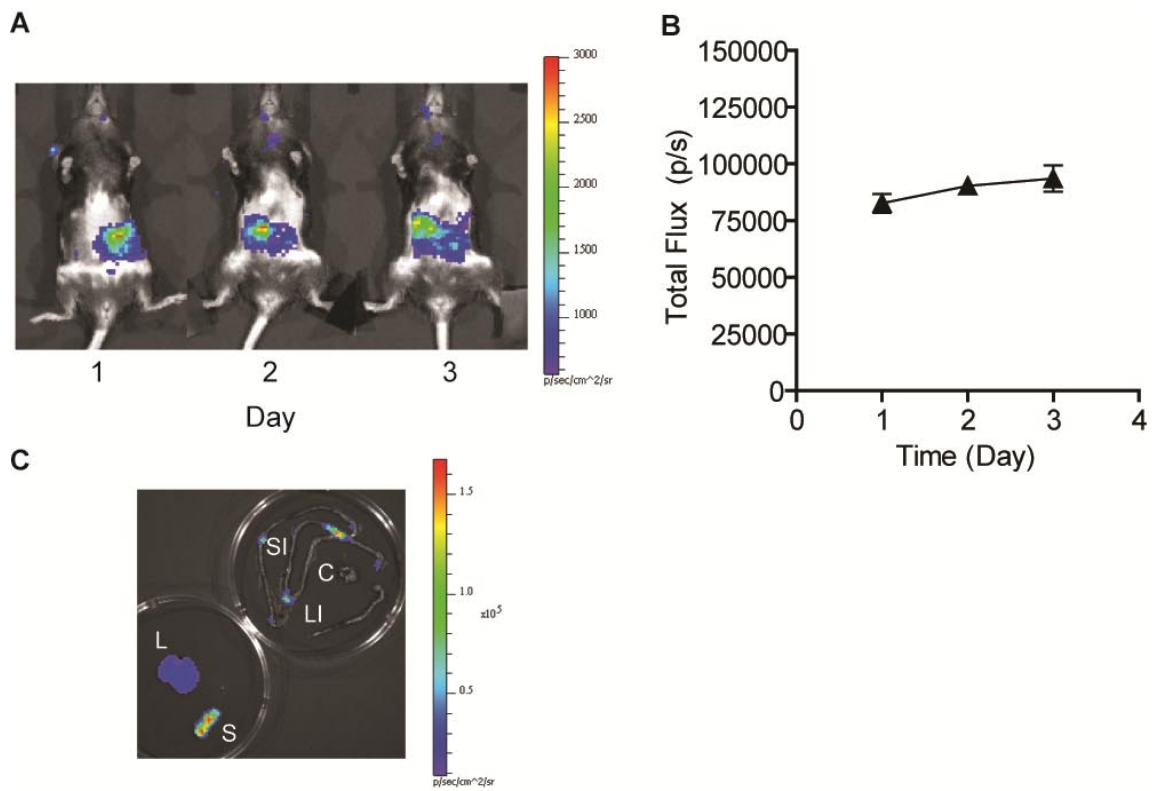 A
3000
2500
2000
1500
1000
p/sec/cm^2/sr
1 2 3
Day
B
150000
125000
100000
75000
50000
25000
0
Total Flux (p/s)
0 1 2 3 4
Time (Day)
C
SI
C
LI
L
S
1.5
1.0
x10⁵
0.5
p/sec/cm^2/sr